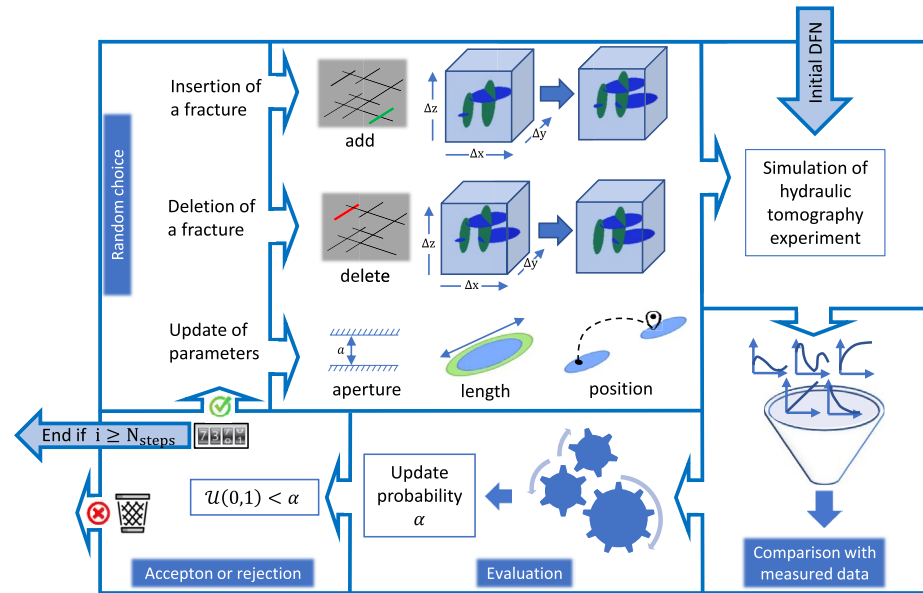 Initial DFN
Random choice
Insertion of
a fracture
add
Δz
Δx
Δy
Deletion of
a fracture
delete
Δz
Δx
Δy
Update of
parameters
a
aperture
length
position
Simulation of
hydraulic
tomography
experiment
Comparison with
measured data
Update
probability
α
Evaluation
𝒰(0,1) < α
Accepton or rejection
End if i ≥ N_steps